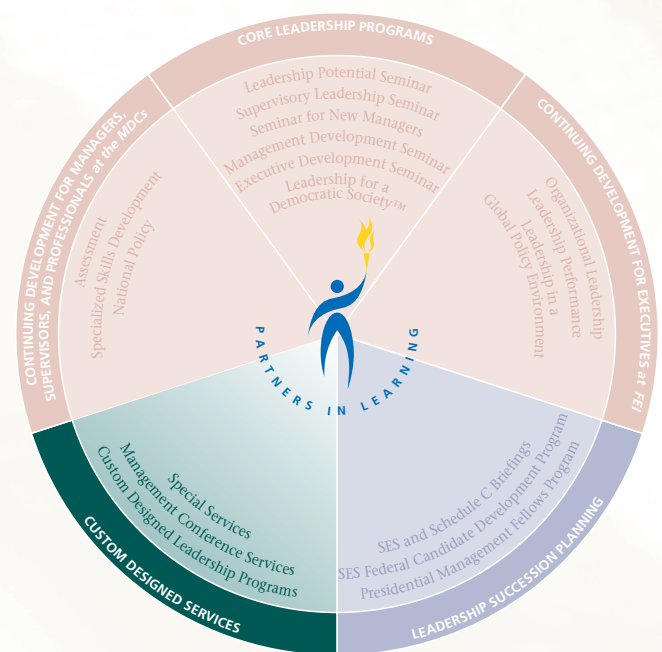 CORE LEADERSHIP PROGRAMS
Leadership Potential Seminar
Supervisory Leadership Seminar
Seminar for New Managers
Management Development Seminar
Executive Development Seminar
Leadership for a
Democratic Society™
CONTINUING DEVELOPMENT FOR EXECUTIVES at FEI
Organizational Leadership
Leadership Performance
Leadership in a
Global Policy Environment
LEADERSHIP SUCCESSION PLANNING
SES and Schedule C Briefings
SES Federal Candidate Development Program
Presidential Management Fellows Program
CUSTOM DESIGNED SERVICES
Special Services
Management Conference Services
Custom Designed Leadership Programs
CONTINUING DEVELOPMENT FOR MANAGERS,
SUPERVISORS, AND PROFESSIONALS at the MDCs
Assessment
Specialized Skills Development
National Policy
PARTNERS IN LEARNING